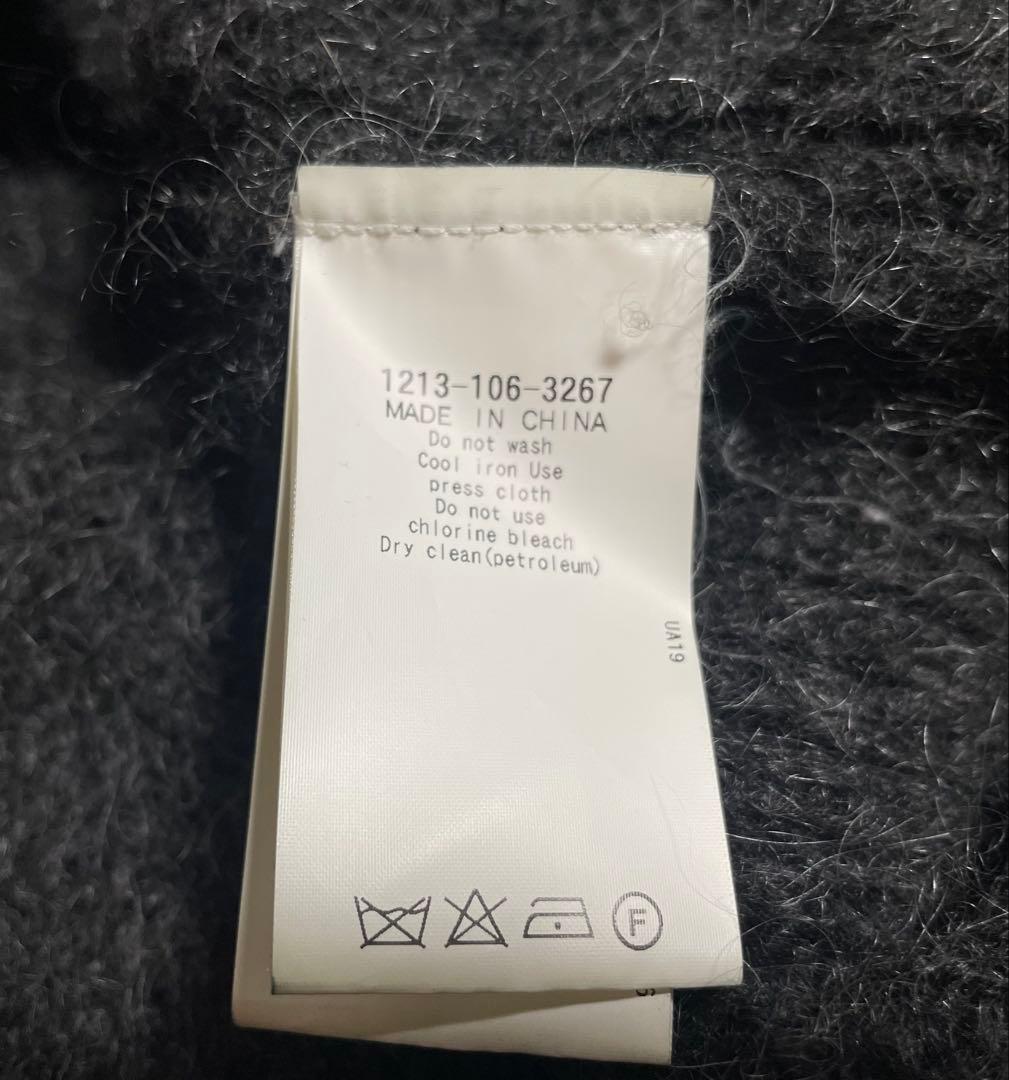 1213-106-3267
MADE IN CHINA
Do not wash
Cool iron Use
press cloth
Do not use
chlorine bleach
Dry clean(petroleum)
UA19
F